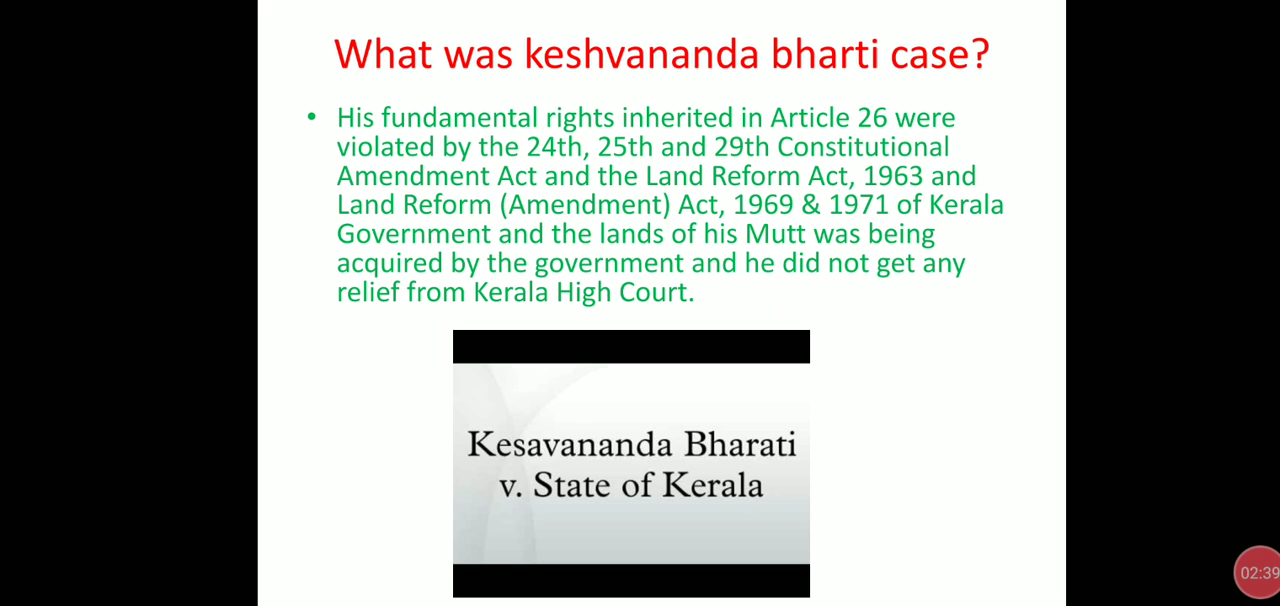 What was keshvananda bharti case?
• His fundamental rights inherited in Article 26 were
violated by the 24th, 25th and 29th Constitutional
Amendment Act and the Land Reform Act, 1963 and
Land Reform (Amendment) Act, 1969 & 1971 of Kerala
Government and the lands of his Mutt was being
acquired by the government and he did not get any
relief from Kerala High Court.
Kesavananda Bharati
v. State of Kerala
02:39